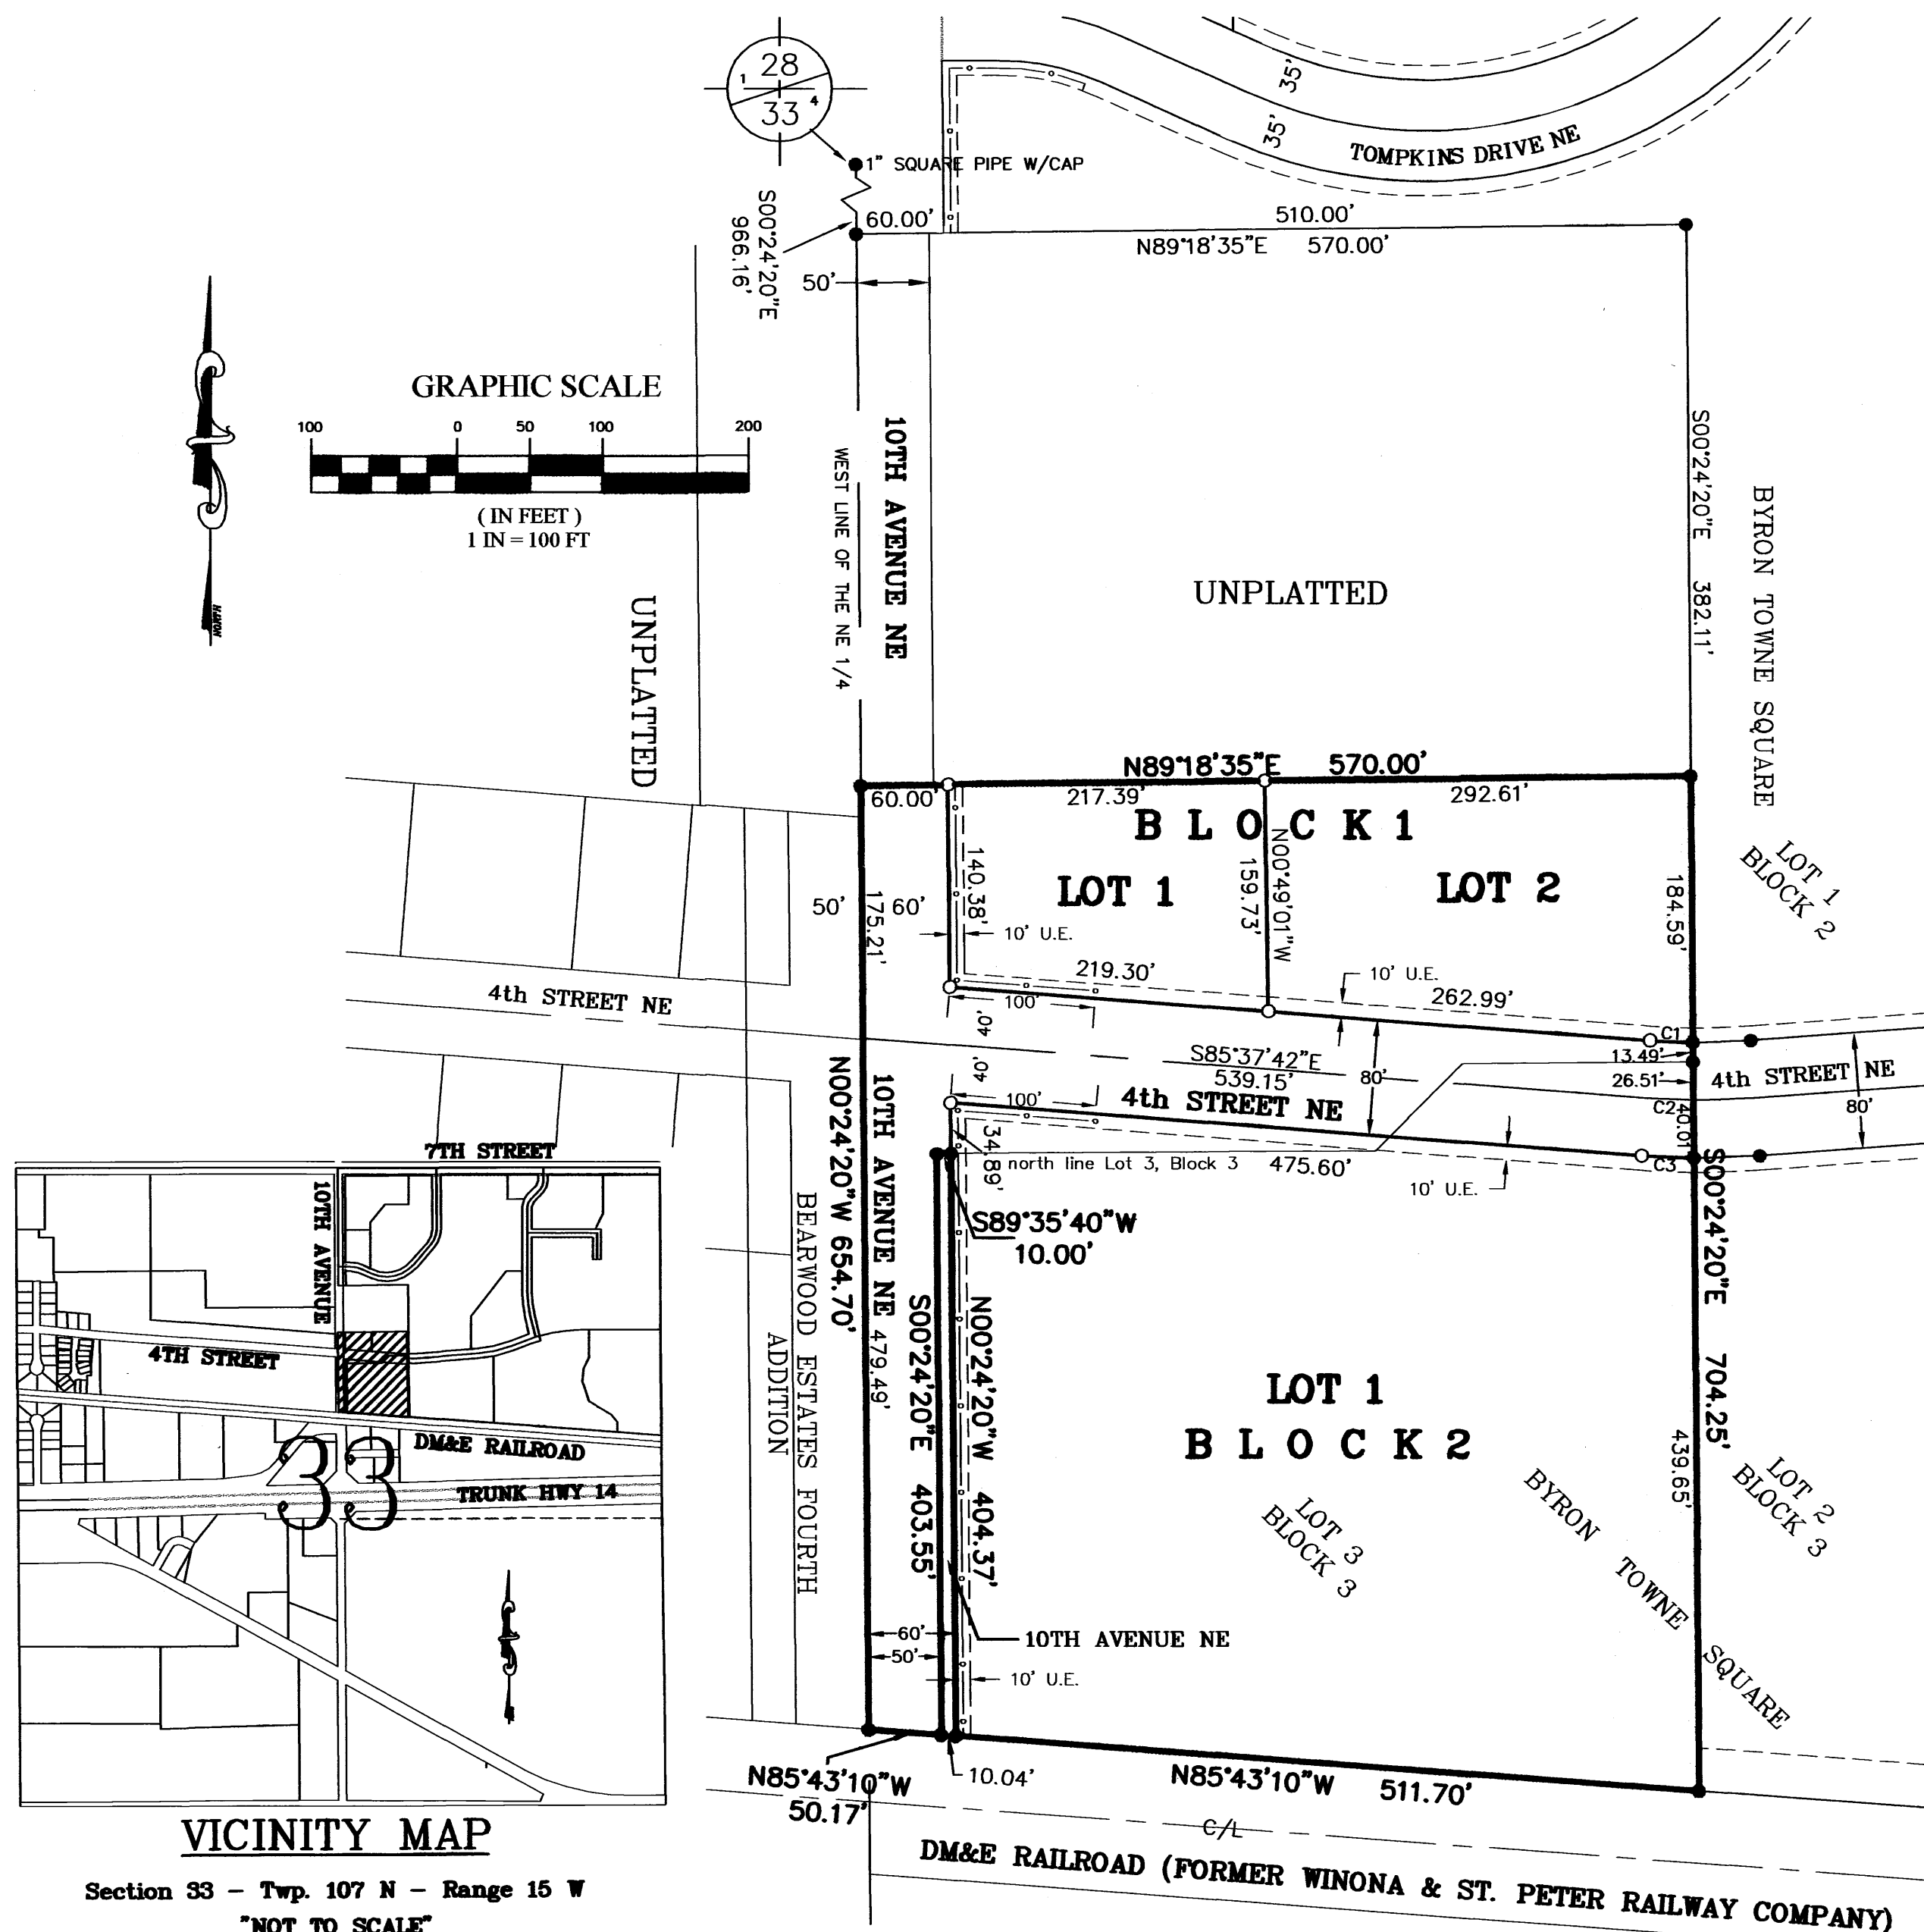 28
1 4
33
1" SQUARE PIPE W/CAP
35'
35'
TOMPKINS DRIVE NE
S00°24'20"E
966.16'
60.00'
510.00'
N89°18'35"E 570.00'
50'
GRAPHIC SCALE
100 0 50 100 200
( IN FEET )
1 IN = 100 FT
NORTH
UNPLATTED
WEST LINE OF THE NE 1/4
10TH AVENUE NE
UNPLATTED
S00°24'20"E 382.11'
BYRON TOWNE SQUARE
N89°18'35"E 570.00'
60.00'
217.39'
292.61'
BLOCK 1
LOT 1
LOT 2
140.38'
159.73'
N00°49'01"W
184.59'
LOT 1
BLOCK 2
50'
175.21'
60'
10' U.E.
219.30'
10' U.E.
262.99'
100'
4th STREET NE
40'
40'
S85°37'42"E
539.15'
80'
C1
13.49'
26.51'
4th STREET NE
C2
40.01'
80'
100'
4th STREET NE
C3
34.89'
north line Lot 3, Block 3 475.60'
10' U.E.
S89°35'40"W
10.00'
N00°24'20"W 654.70'
10TH AVENUE NE
479.49'
BEARWOOD ESTATES FOURTH
ADDITION
S00°24'20"E 403.55'
N00°24'20"W 404.37'
S00°24'20"E 704.25'
439.65'
LOT 1
BLOCK 2
LOT 3
BLOCK 3
BYRON TOWNE SQUARE
LOT 2
BLOCK 3
60'
50'
10TH AVENUE NE
10' U.E.
N85°43'10"W
50.17'
10.04'
N85°43'10"W 511.70'
C/L
DM&E RAILROAD (FORMER WINONA & ST. PETER RAILWAY COMPANY)
7TH STREET
10TH AVENUE
4TH STREET
DM&E RAILROAD
33
TRUNK HWY 14
VICINITY MAP
Section 33 – Twp. 107 N – Range 15 W
"NOT TO SCALE"